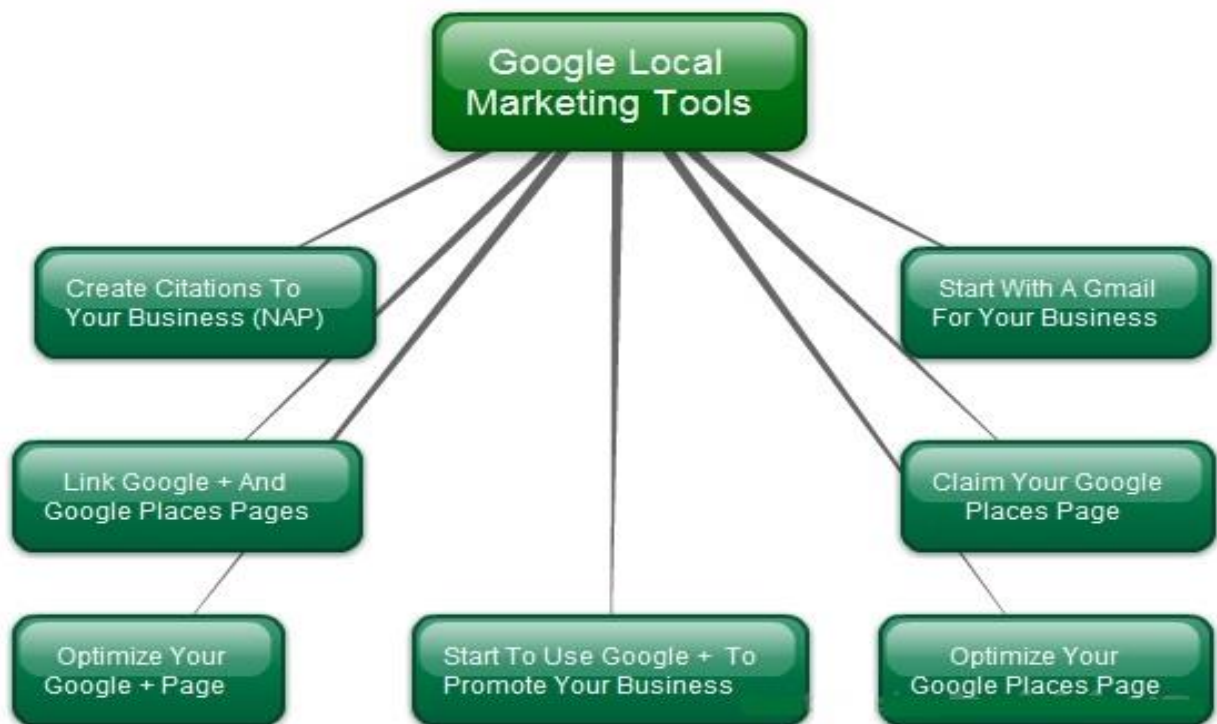 Google Local
Marketing Tools
Create Citations To
Your Business (NAP)
Start With A Gmail
For Your Business
Link Google + And
Google Places Pages
Claim Your Google
Places Page
Optimize Your
Google + Page
Start To Use Google + To
Promote Your Business
Optimize Your
Google Places Page